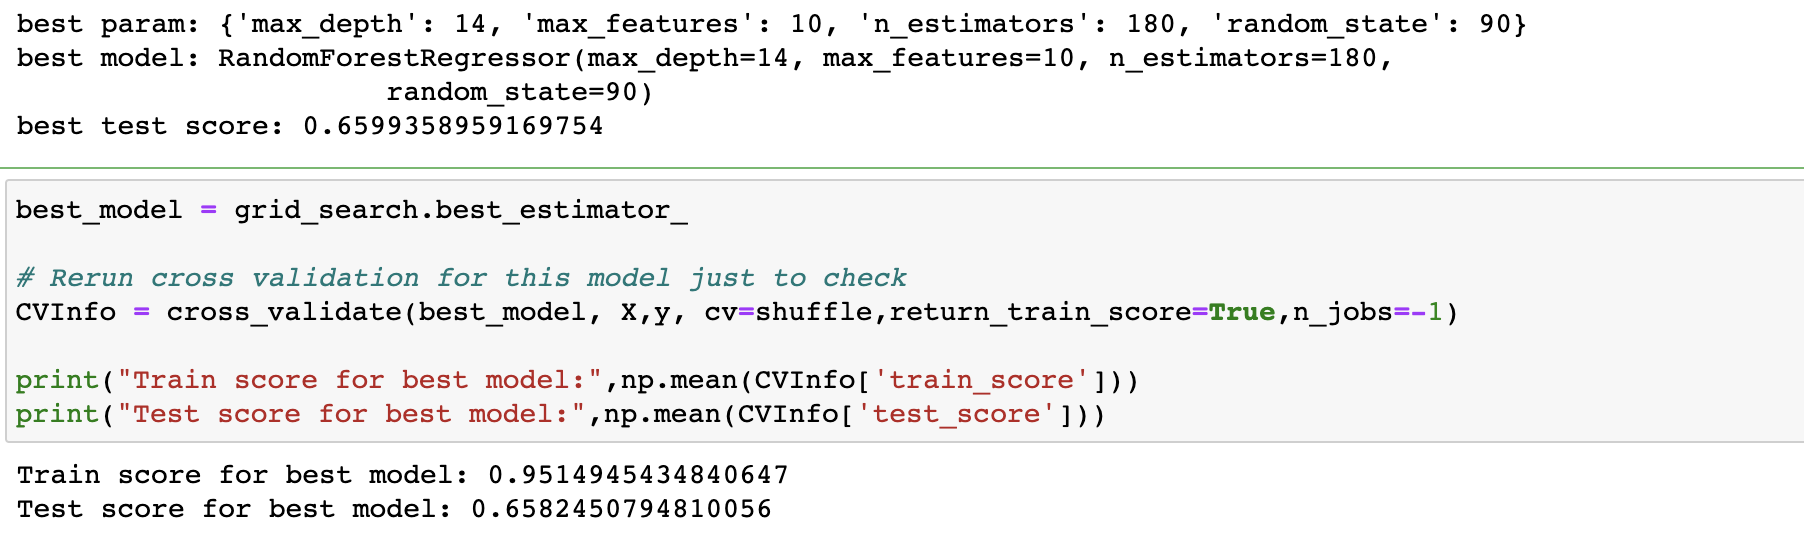 best param: {'max_depth': 14, 'max_features': 10, 'n_estimators': 180, 'random_state': 90}
best model: RandomForestRegressor(max_depth=14, max_features=10, n_estimators=180,
                      random_state=90)
best test score: 0.6599358959169754
best_model = grid_search.best_estimator_
# Rerun cross validation for this model just to check
CVInfo = cross_validate(best_model, X,y, cv=shuffle,return_train_score=True,n_jobs=-1)
print("Train score for best model:",np.mean(CVInfo['train_score']))
print("Test score for best model:",np.mean(CVInfo['test_score']))
Train score for best model: 0.9514945434840647
Test score for best model: 0.6582450794810056